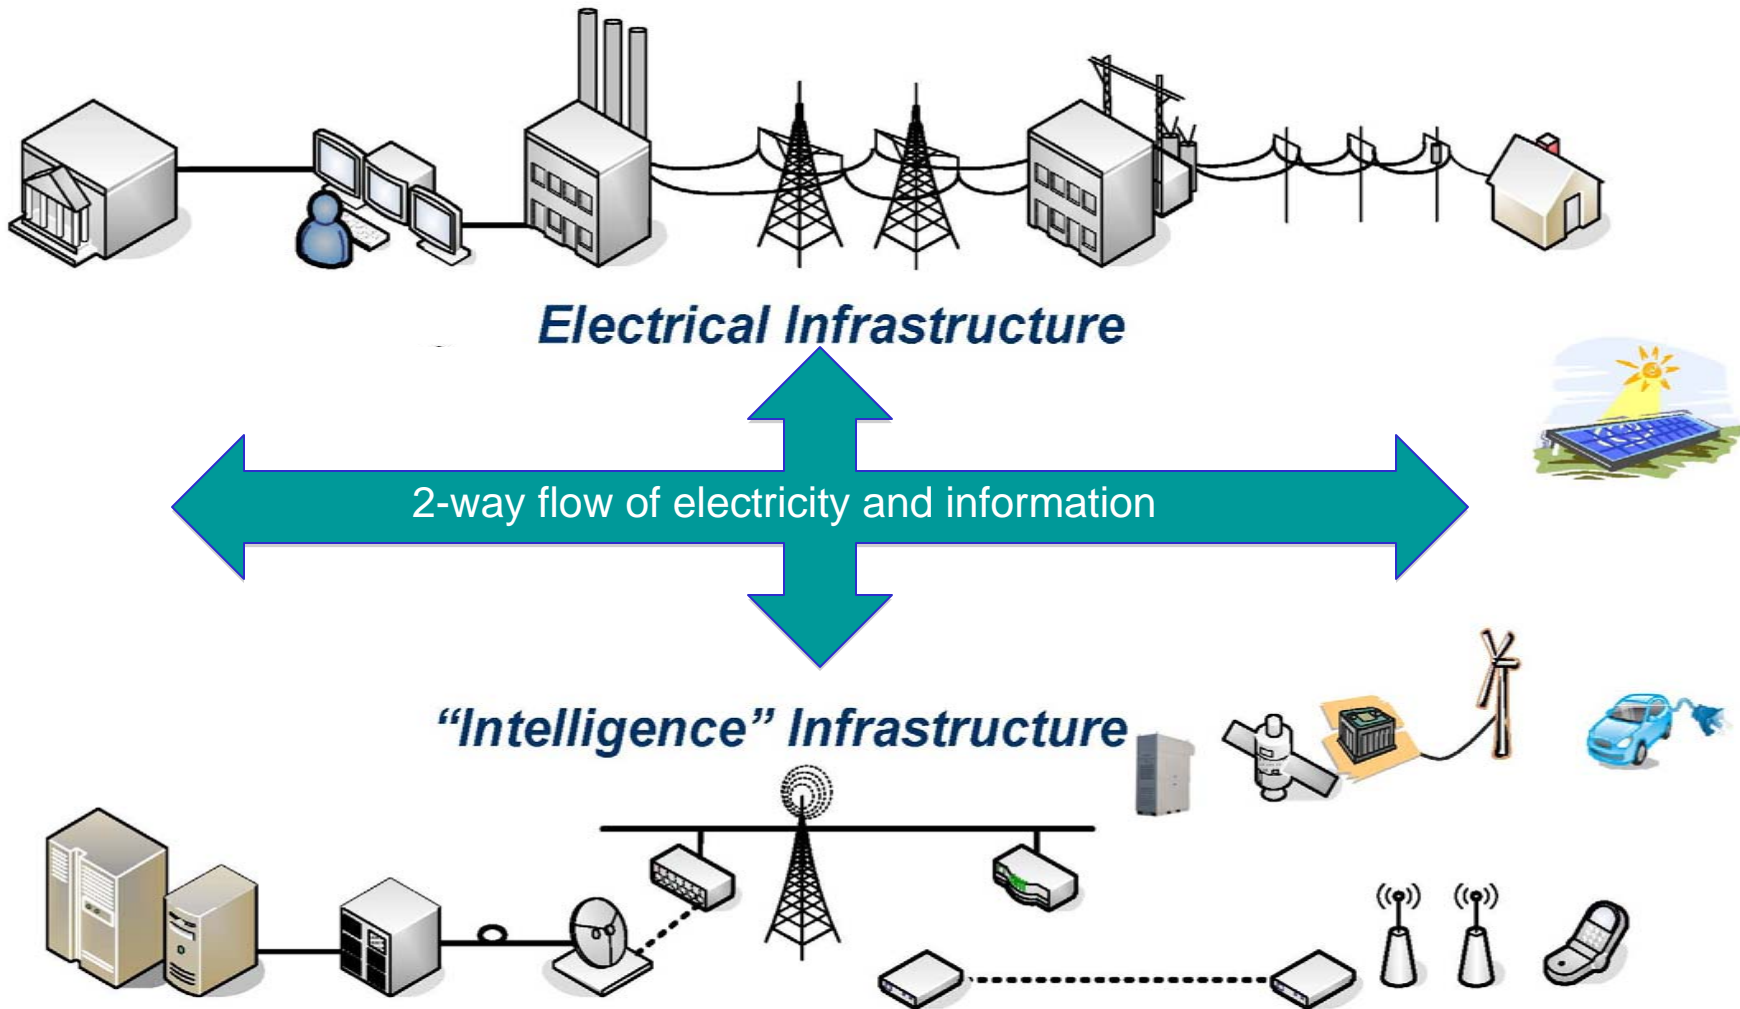 Electrical Infrastructure
2-way flow of electricity and information
“Intelligence” Infrastructure